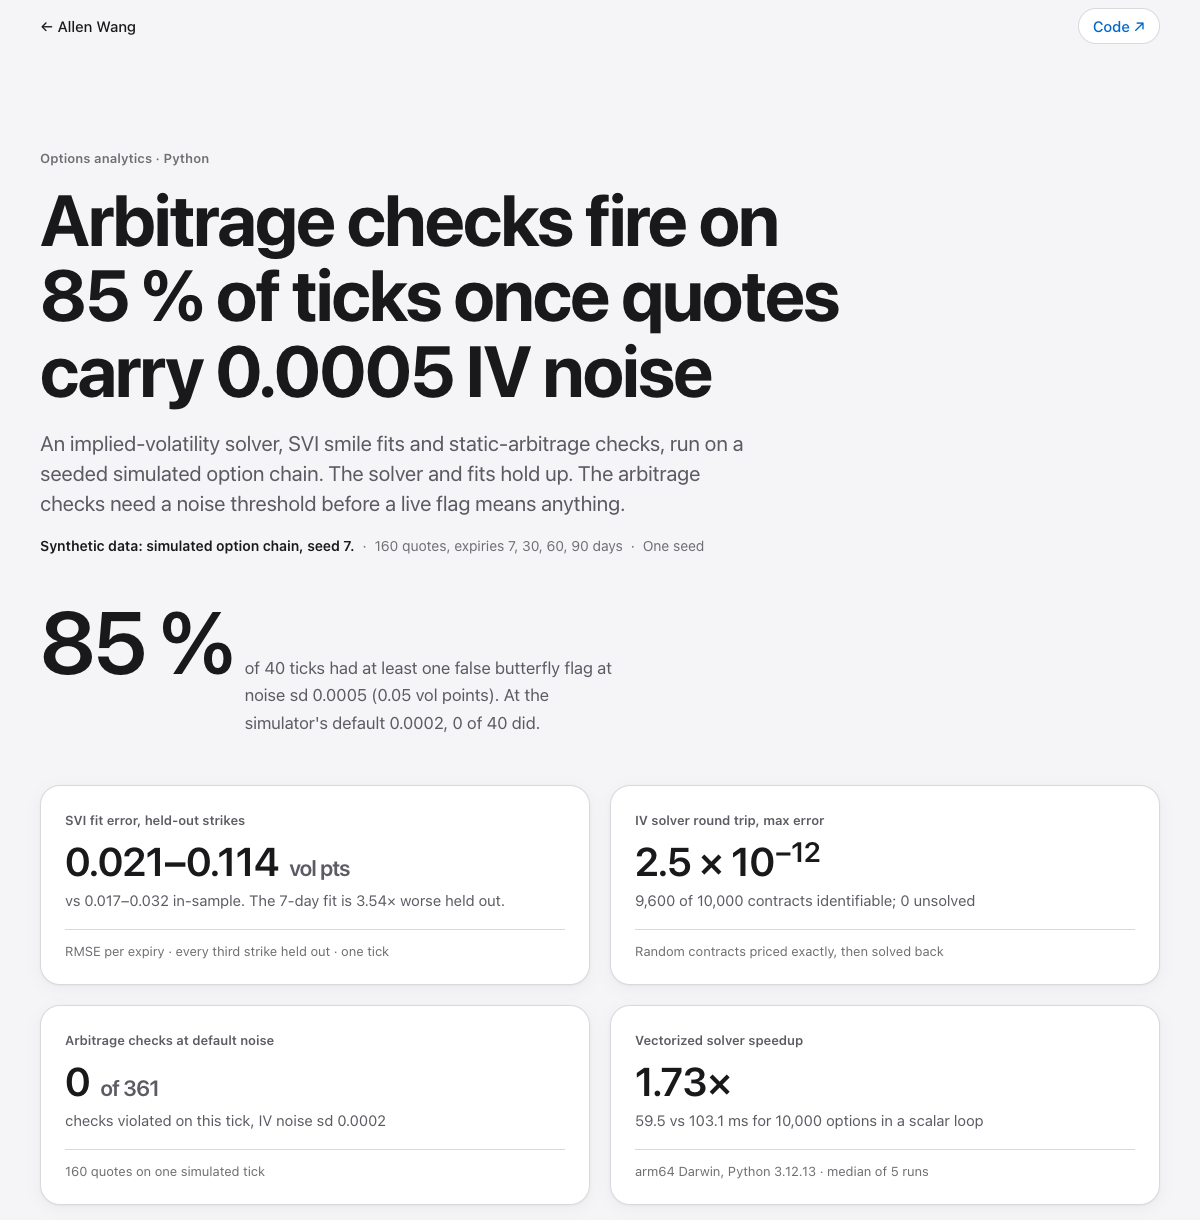 ← Allen Wang
Code ↗
Options analytics · Python
Arbitrage checks fire on
85 % of ticks once quotes
carry 0.0005 IV noise
An implied-volatility solver, SVI smile fits and static-arbitrage checks, run on a
seeded simulated option chain. The solver and fits hold up. The arbitrage
checks need a noise threshold before a live flag means anything.
Synthetic data: simulated option chain, seed 7. · 160 quotes, expiries 7, 30, 60, 90 days · One seed
85 %
of 40 ticks had at least one false butterfly flag at
noise sd 0.0005 (0.05 vol points). At the
simulator's default 0.0002, 0 of 40 did.
SVI fit error, held-out strikes
0.021–0.114 vol pts
vs 0.017–0.032 in-sample. The 7-day fit is 3.54× worse held out.
RMSE per expiry · every third strike held out · one tick
IV solver round trip, max error
2.5 × 10⁻¹²
9,600 of 10,000 contracts identifiable; 0 unsolved
Random contracts priced exactly, then solved back
Arbitrage checks at default noise
0 of 361
checks violated on this tick, IV noise sd 0.0002
160 quotes on one simulated tick
Vectorized solver speedup
1.73×
59.5 vs 103.1 ms for 10,000 options in a scalar loop
arm64 Darwin, Python 3.12.13 · median of 5 runs